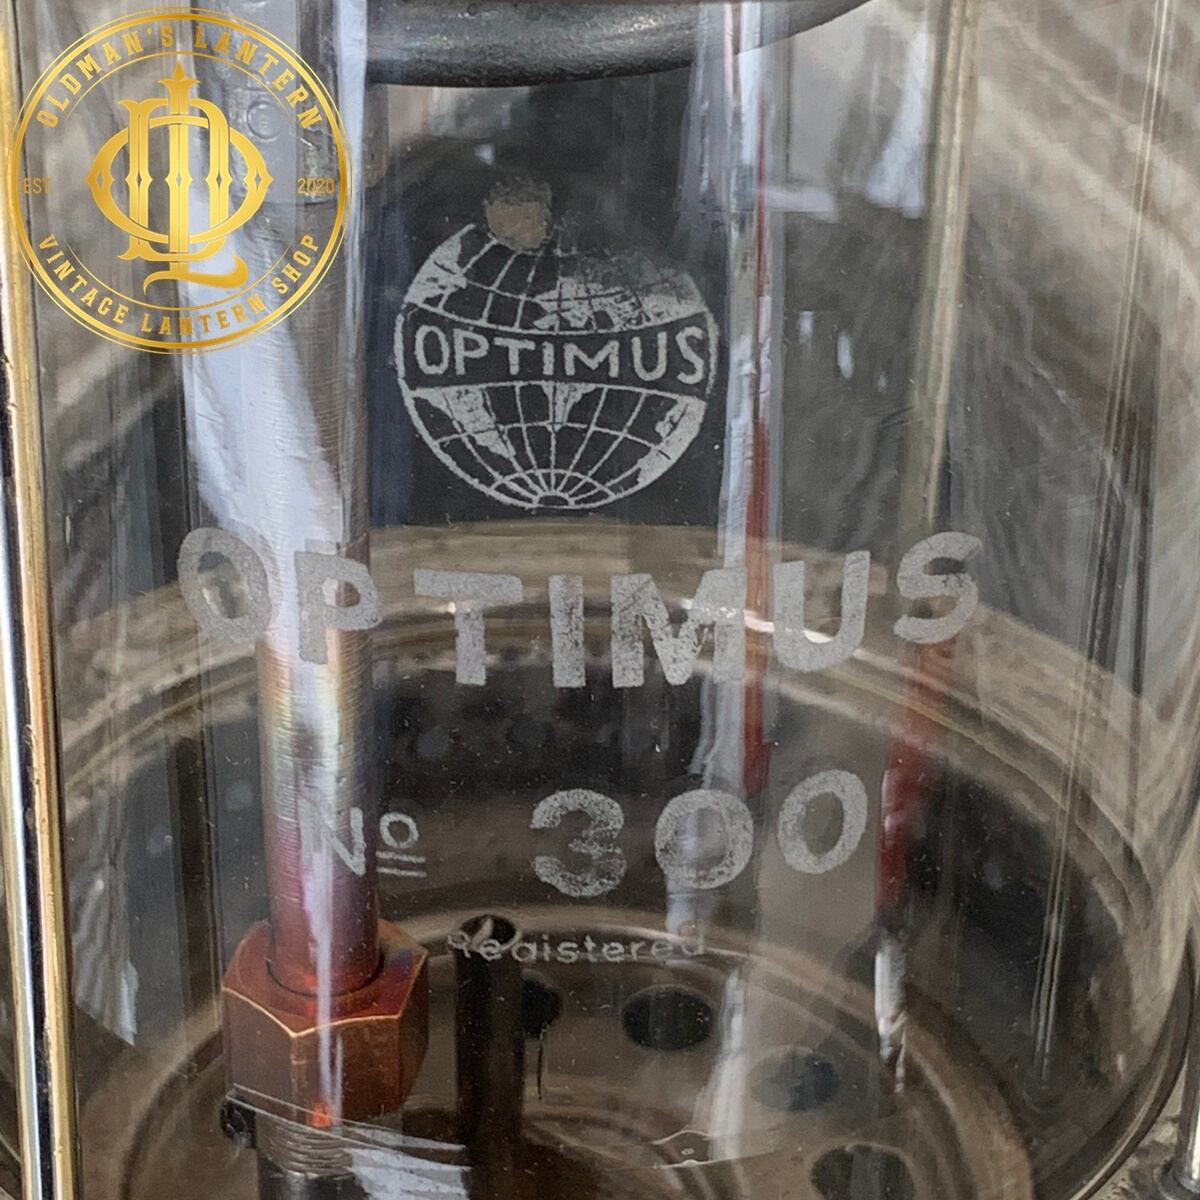 OLDMAN'S LANTERN
EST 2020
VINTAGE LANTERN SHOP
OPTIMUS
OPTIMUS
Nº 300
Registered